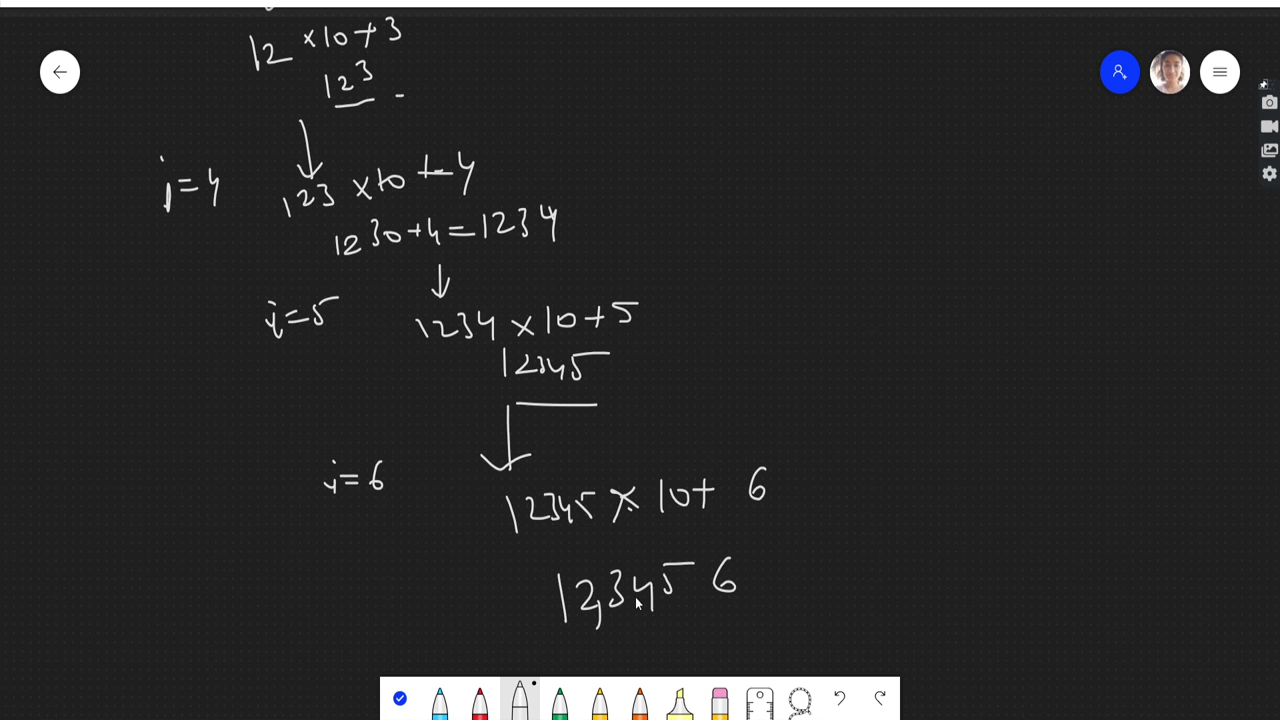 12 ×10+3
123
i=4 123 ×10 +4
1230+4=1234
i=5 1234 ×10+5
12345
i=6 12345 × 10+ 6
123456